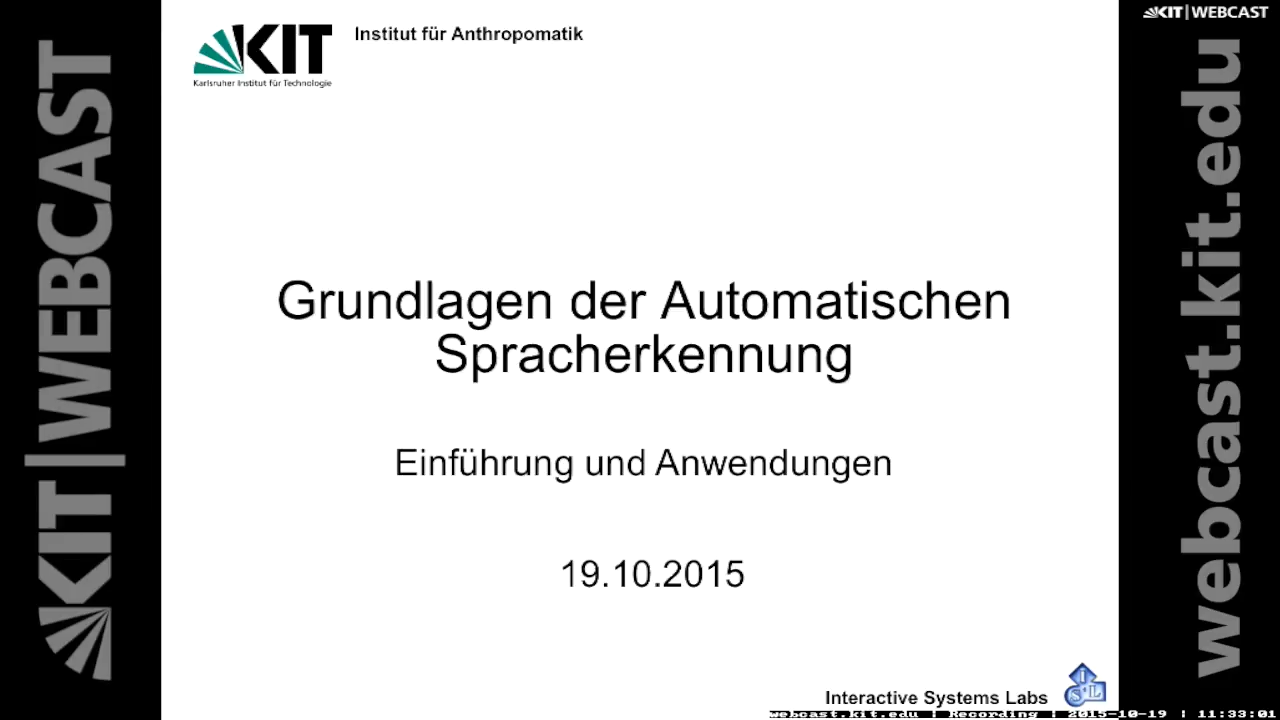 KIT
Karlsruher Institut für Technologie
Institut für Anthropomatik
KIT | WEBCAST
KIT | WEBCAST
webcast.kit.edu
Grundlagen der Automatischen
Spracherkennung
Einführung und Anwendungen
19.10.2015
Interactive Systems Labs
ISL
webcast.kit.edu | Recording | 2015-10-19 | 11:33:01